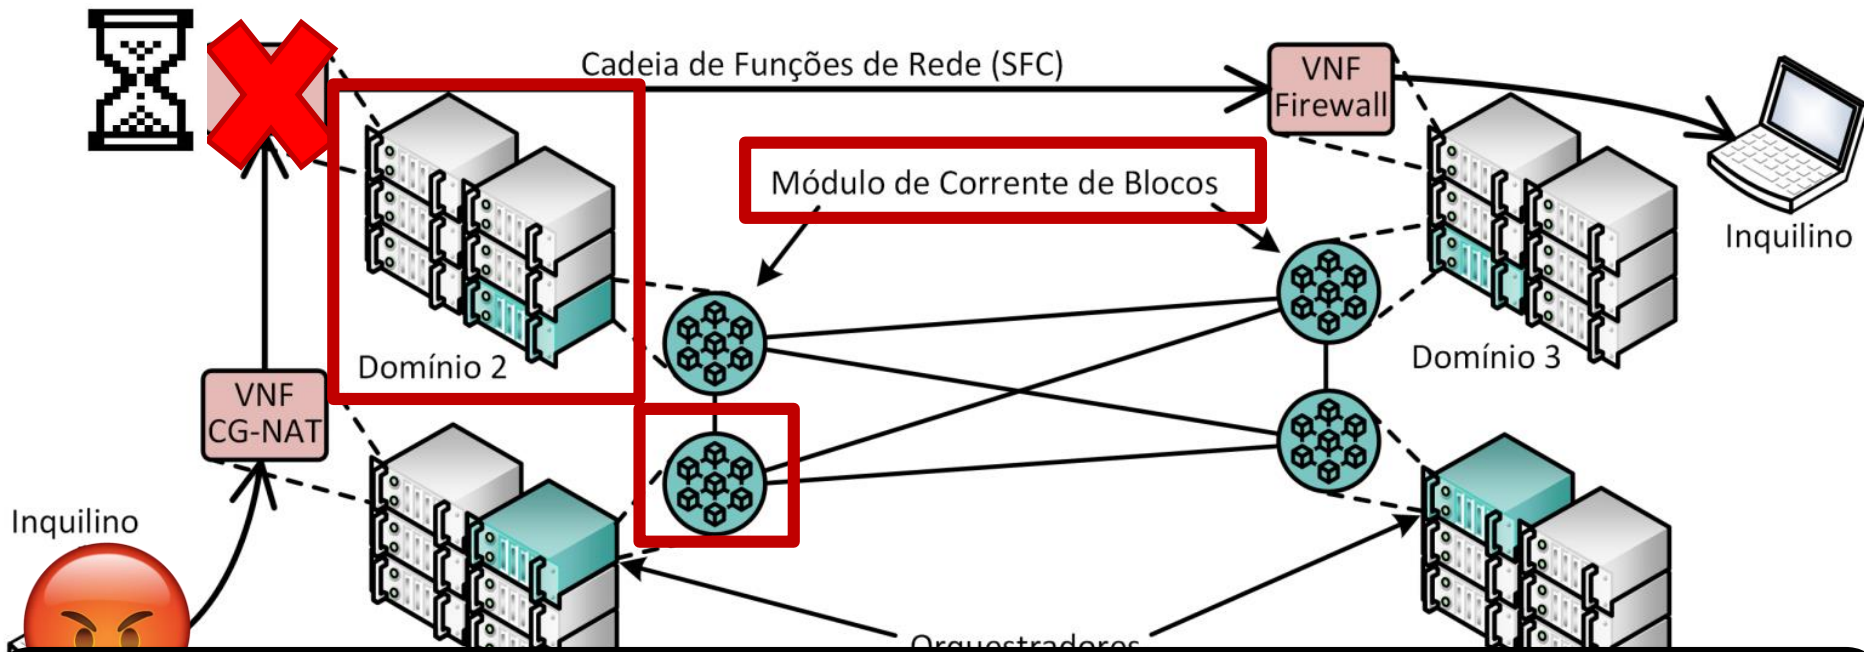 Cadeia de Funções de Rede (SFC)
VNF
Firewall
Módulo de Corrente de Blocos
Inquilino
Domínio 2
Domínio 3
VNF
CG-NAT
Inquilino
Orquestradores